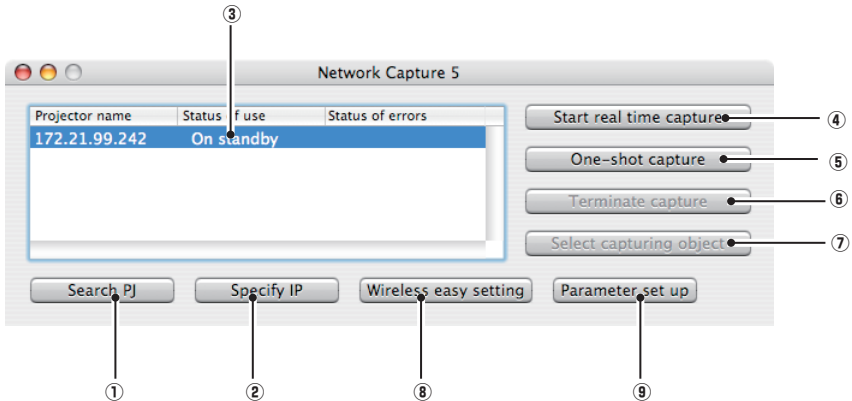 ③
Network Capture 5
Projector name Status of use Status of errors
172.21.99.242 On standby
Start real time capture ④
One-shot capture ⑤
Terminate capture ⑥
Select capturing object ⑦
Search PJ Specify IP Wireless easy setting Parameter set up
① ② ⑧ ⑨